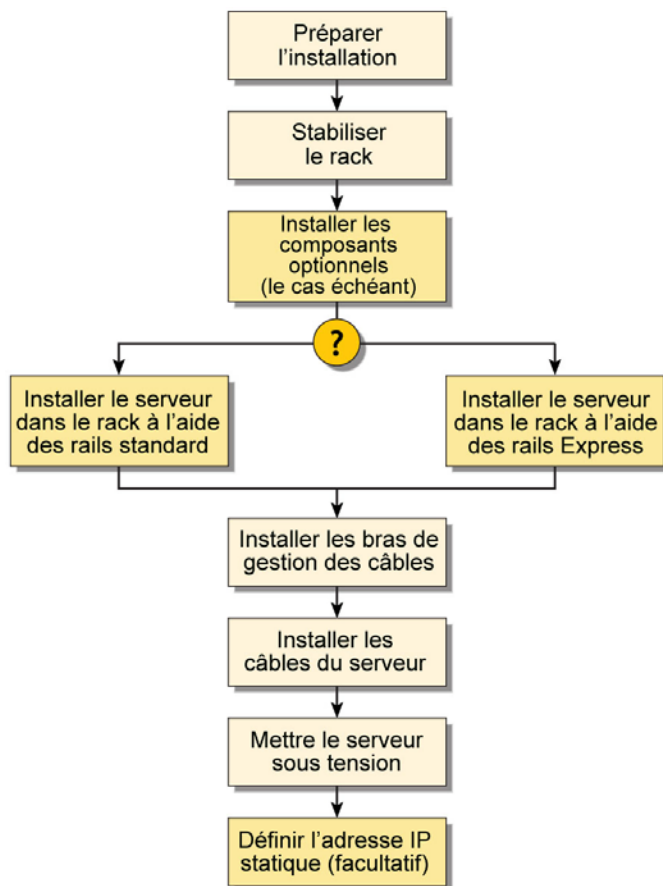 Préparer
l’installation
Stabiliser
le rack
Installer les
composants
optionnels
(le cas échéant)
?
Installer le serveur
dans le rack à l’aide
des rails standard
Installer le serveur
dans le rack à l’aide
des rails Express
Installer les bras de
gestion des câbles
Installer les
câbles du serveur
Mettre le serveur
sous tension
Définir l’adresse IP
statique (facultatif)